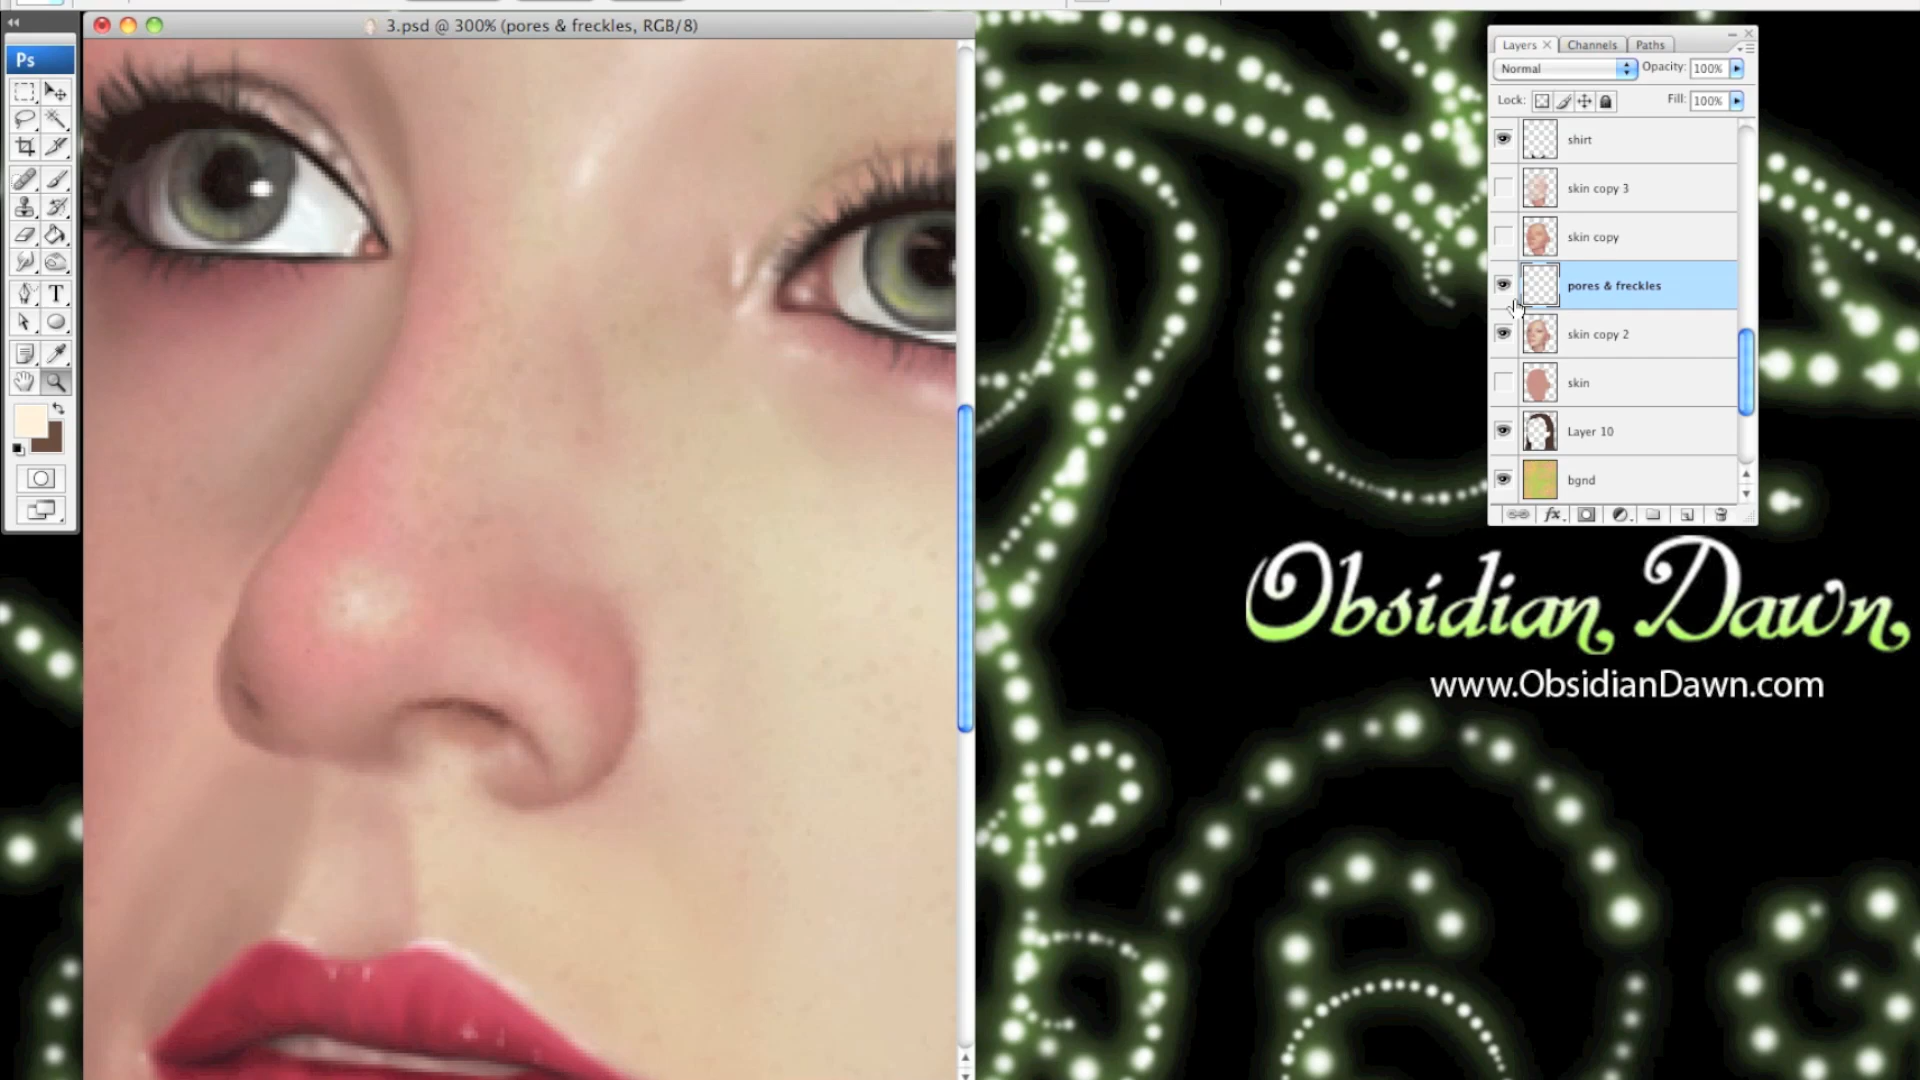 3.psd @ 300% (pores & freckles, RGB/8)
Ps
T
Layers
Channels
Paths
Normal
Opacity: 100%
Lock:
Fill: 100%
shirt
skin copy 3
skin copy
pores & freckles
skin copy 2
skin
Layer 10
bgnd
fx
Obsidian Dawn
www.ObsidianDawn.com